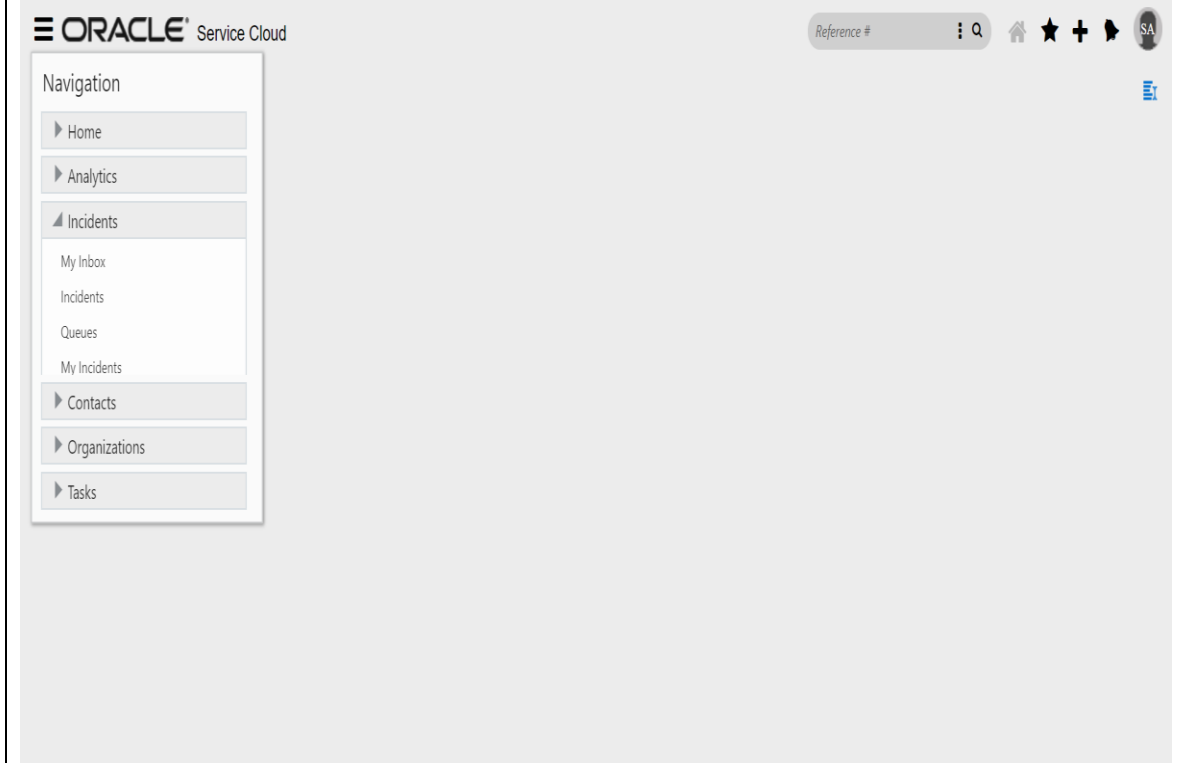 ORACLE Service Cloud
Reference #
SA
Navigation
Home
Analytics
Incidents
My Inbox
Incidents
Queues
My Incidents
Contacts
Organizations
Tasks